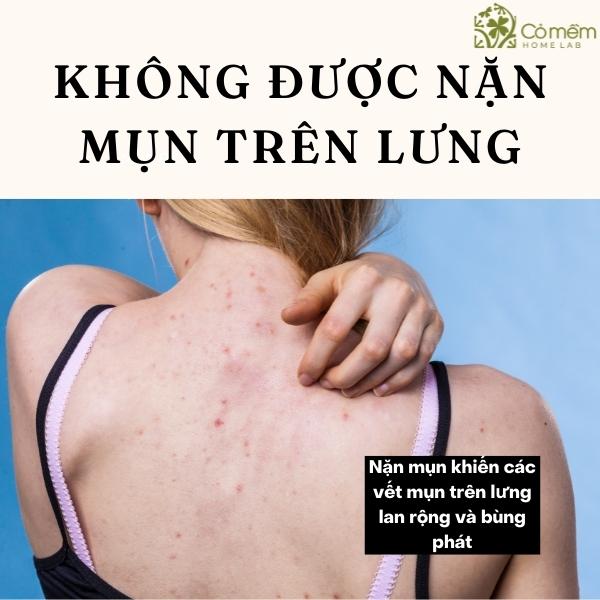 Cỏ mềm
HOME LAB
KHÔNG ĐƯỢC NẶN
MỤN TRÊN LƯNG
Nặn mụn khiến các
vết mụn trên lưng
lan rộng và bùng
phát